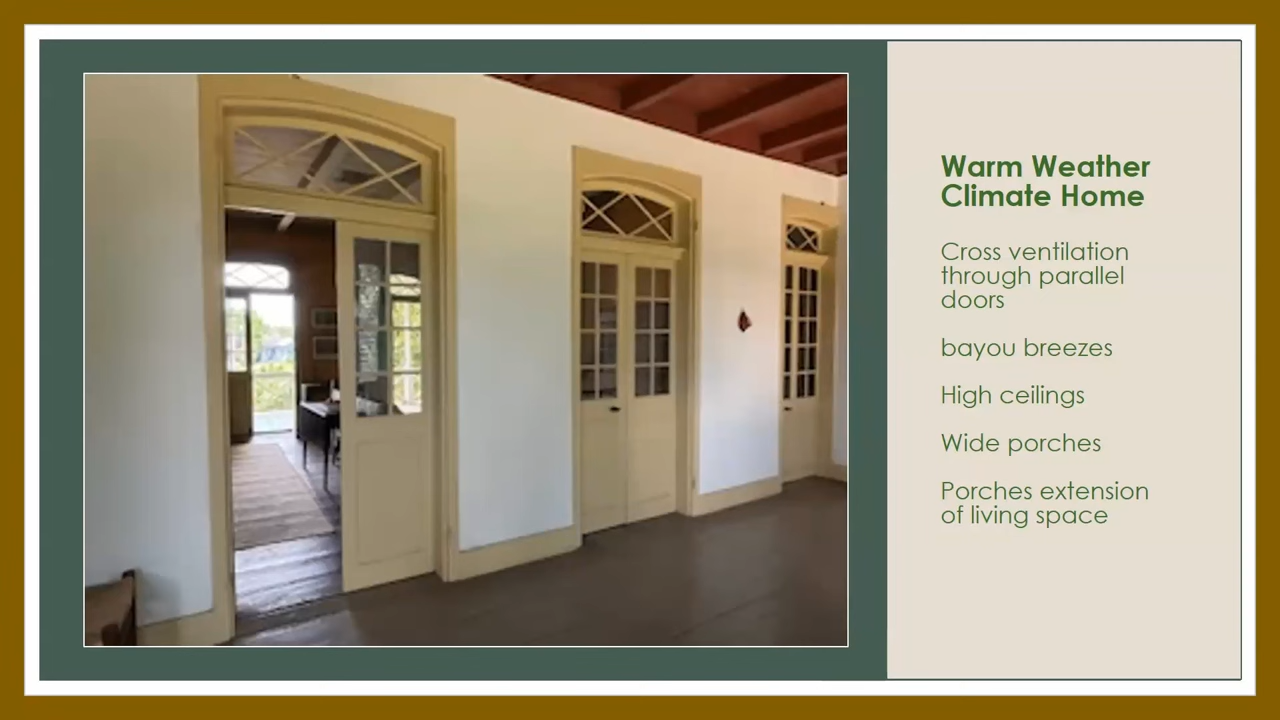 Warm Weather
Climate Home
Cross ventilation
through parallel
doors
bayou breezes
High ceilings
Wide porches
Porches extension
of living space